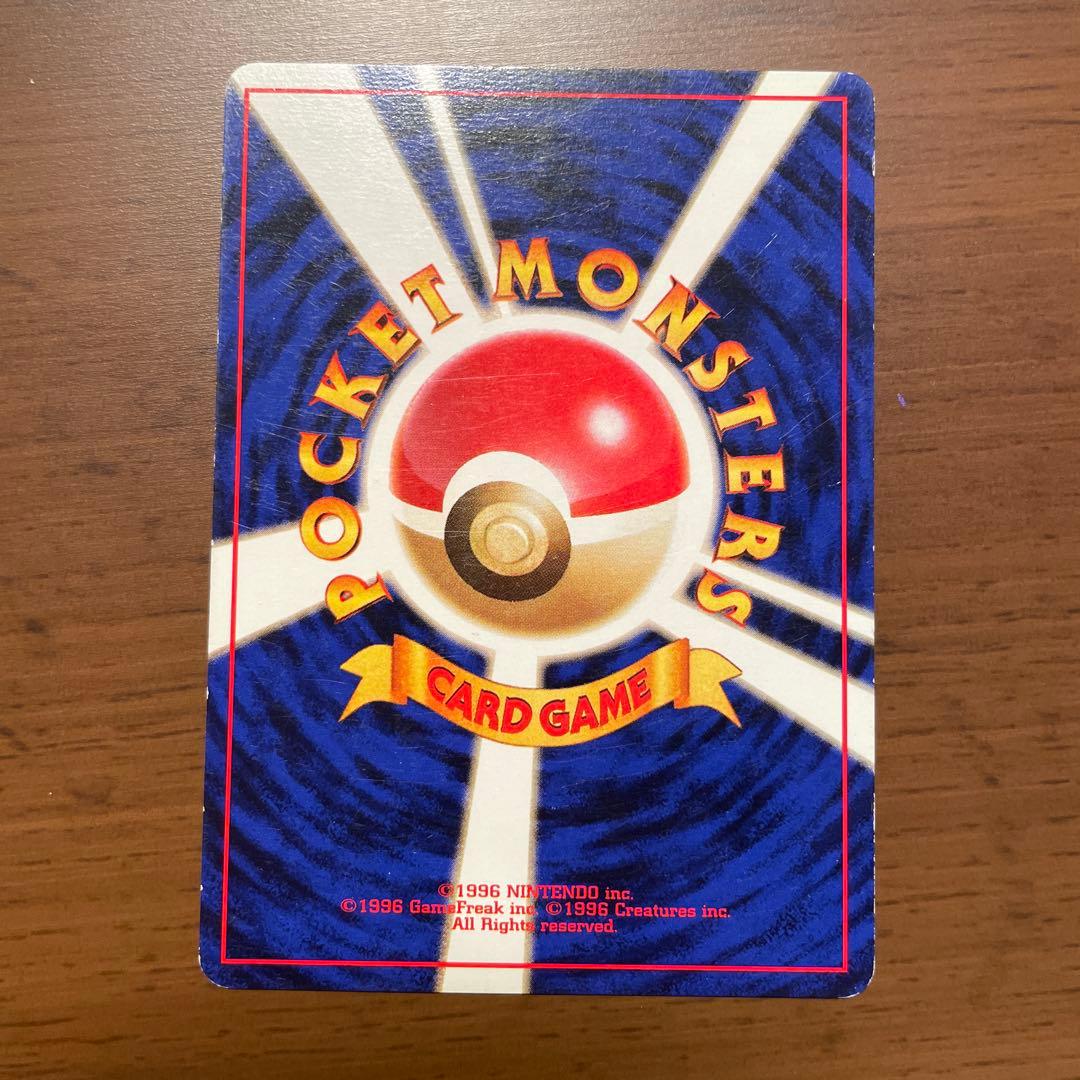 POCKET MONSTERS
CARD GAME
©1996 NINTENDO inc.
©1996 GameFreak inc. ©1996 Creatures inc.
All Rights reserved.